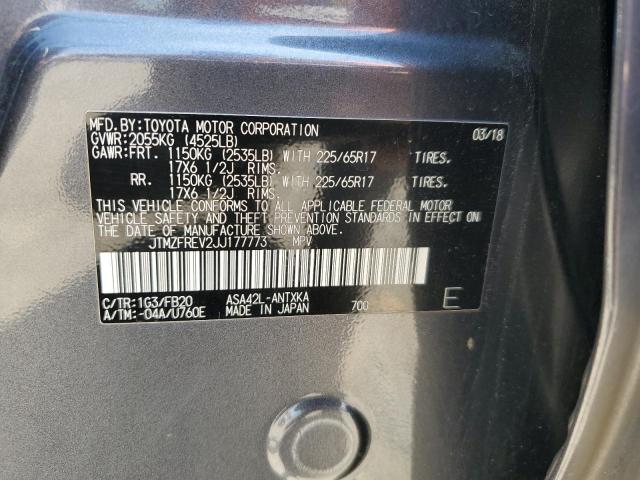 MFD.BY:TOYOTA MOTOR CORPORATION 03/18
GVWR:2055KG (4525LB)
GAWR:FRT. 1150KG (2535LB) WITH 225/65R17 TIRES.
17X6 1/2J RIMS.
RR. 1150KG (2535LB) WITH 225/65R17 TIRES.
17X6 1/2J RIMS.
THIS VEHICLE CONFORMS TO ALL APPLICABLE FEDERAL MOTOR
VEHICLE SAFETY AND THEFT PREVENTION STANDARDS IN EFFECT ON
THE DATE OF MANUFACTURE SHOWN ABOVE.
JTMZFREV2JJ177773 MPV
C/TR:1G3/FB20 ASA42L-ANTXKA 700 E
A/TM:-04A/U760E MADE IN JAPAN